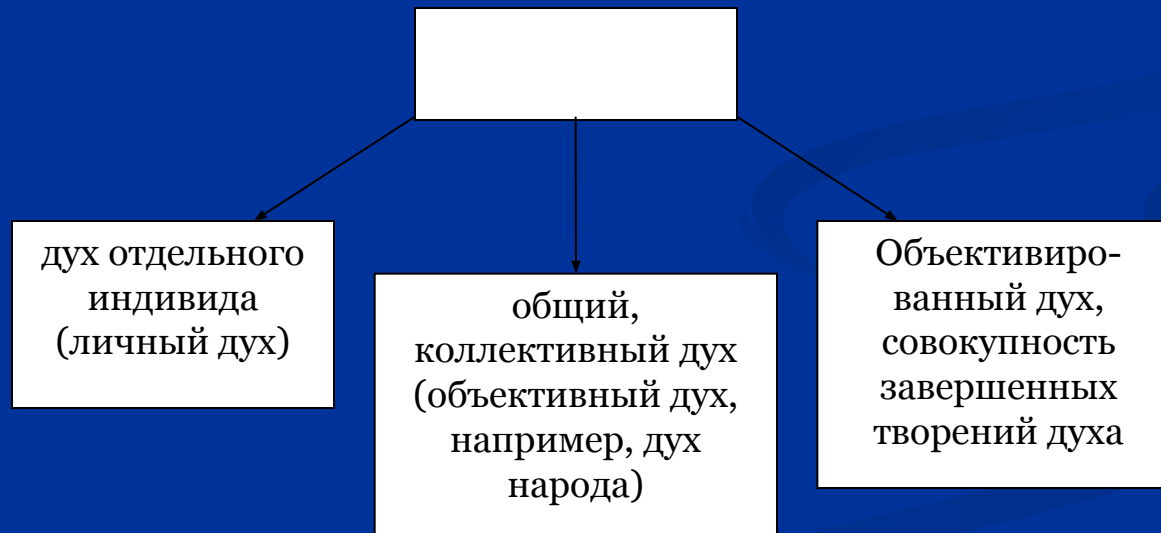 дух отдельного
индивида
(личный дух)
общий,
коллективный дух
(объективный дух,
например, дух
народа)
Объективиро-
ванный дух,
совокупность
завершенных
творений духа